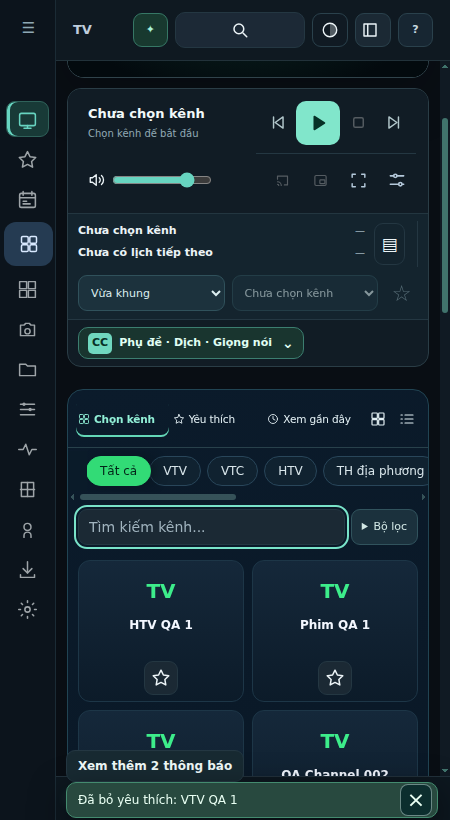 TV
?
Chưa chọn kênh
Chọn kênh để bắt đầu
Chưa chọn kênh —
Chưa có lịch tiếp theo —
Vừa khung Chưa chọn kênh
CC Phụ đề · Dịch · Giọng nói
Chọn kênh Yêu thích Xem gần đây
Tất cả VTV VTC HTV TH địa phương
Tìm kiếm kênh... Bộ lọc
TV TV
HTV QA 1 Phim QA 1
TV TV
QA Channel 002
Xem thêm 2 thông báo
Đã bỏ yêu thích: VTV QA 1